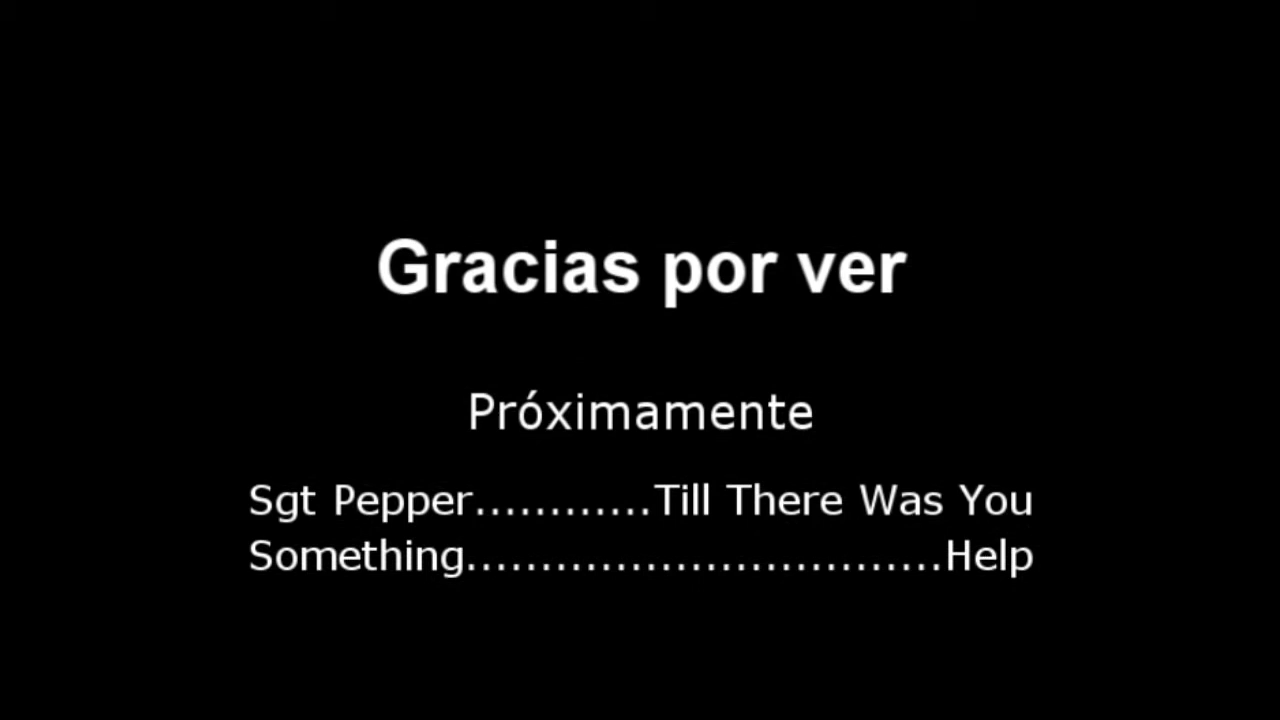 Gracias por ver
Próximamente
Sgt Pepper............Till There Was You
Something................................Help